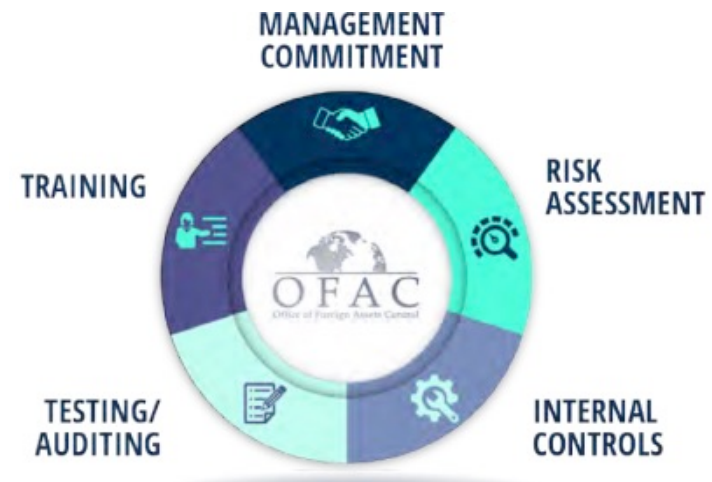 MANAGEMENT
COMMITMENT
TRAINING
RISK
ASSESSMENT
OFAC
Office of Foreign Assets Control
TESTING/
AUDITING
INTERNAL
CONTROLS